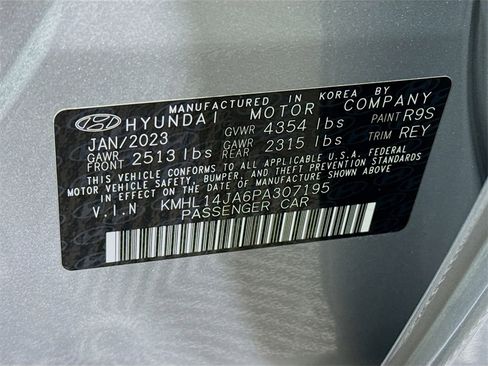 MANUFACTURED IN KOREA BY
HYUNDAI MOTOR COMPANY
JAN/2023 GVWR 4354 lbs PAINT R9S
GAWR FRONT 2513 lbs GAWR REAR 2315 lbs TRIM REY
THIS VEHICLE CONFORMS TO ALL APPLICABLE U.S.A. FEDERAL
MOTOR VEHICLE SAFETY, BUMPER, AND THEFT PREVENTION STANDARDS
IN EFFECT ON THE DATE OF MANUFACTURE SHOWN ABOVE.
V.I.N KMHL14JA6PA307195
PASSENGER CAR